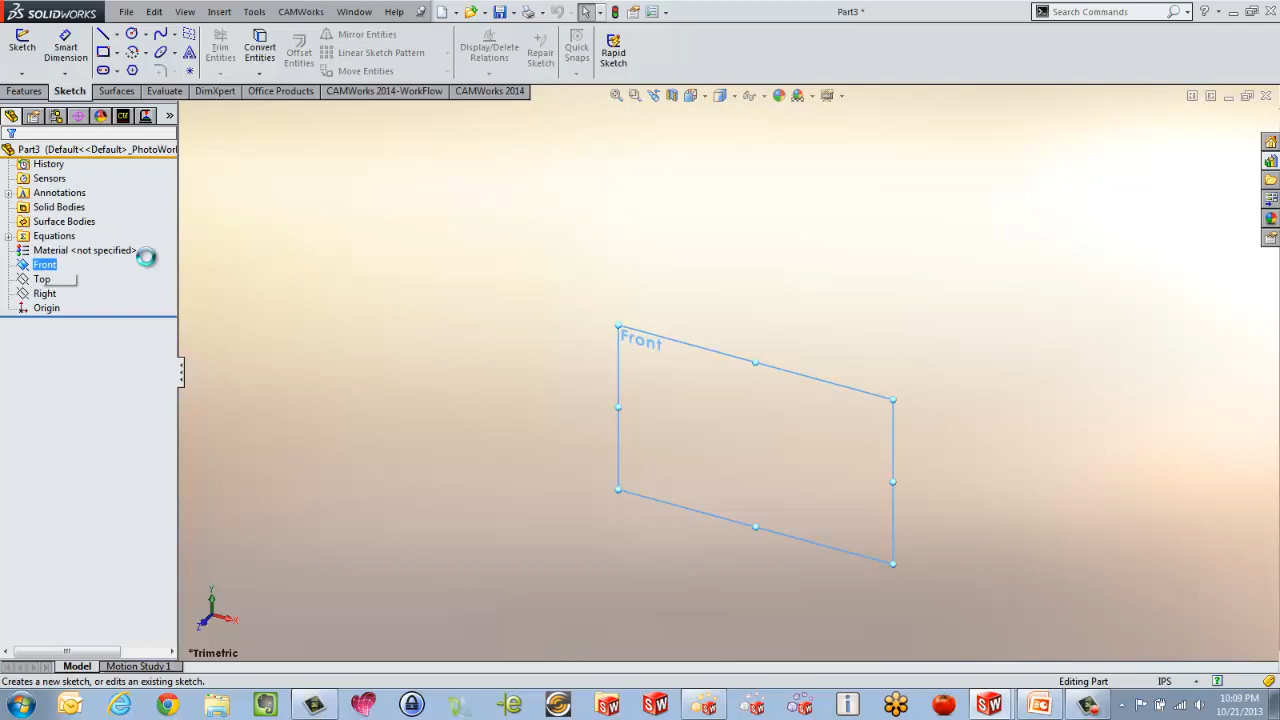 SOLIDWORKS
File Edit View Insert Tools CAMWorks Window Help
Part3 *
Search Commands
Sketch
Smart Dimension
Trim Entities
Convert Entities
Offset Entities
Mirror Entities
Linear Sketch Pattern
Move Entities
Display/Delete Relations
Repair Sketch
Quick Snaps
Rapid Sketch
Features Sketch Surfaces Evaluate DimXpert Office Products CAMWorks 2014-WorkFlow CAMWorks 2014
Part3 (Default<<Default>_PhotoWorl
History
Sensors
Annotations
Solid Bodies
Surface Bodies
Equations
Material <not specified>
Front
Top
Right
Origin
Front
Y
X
Z
*Trimetric
Model Motion Study 1
Creates a new sketch, or edits an existing sketch.
Editing Part
IPS
10:09 PM
10/21/2013